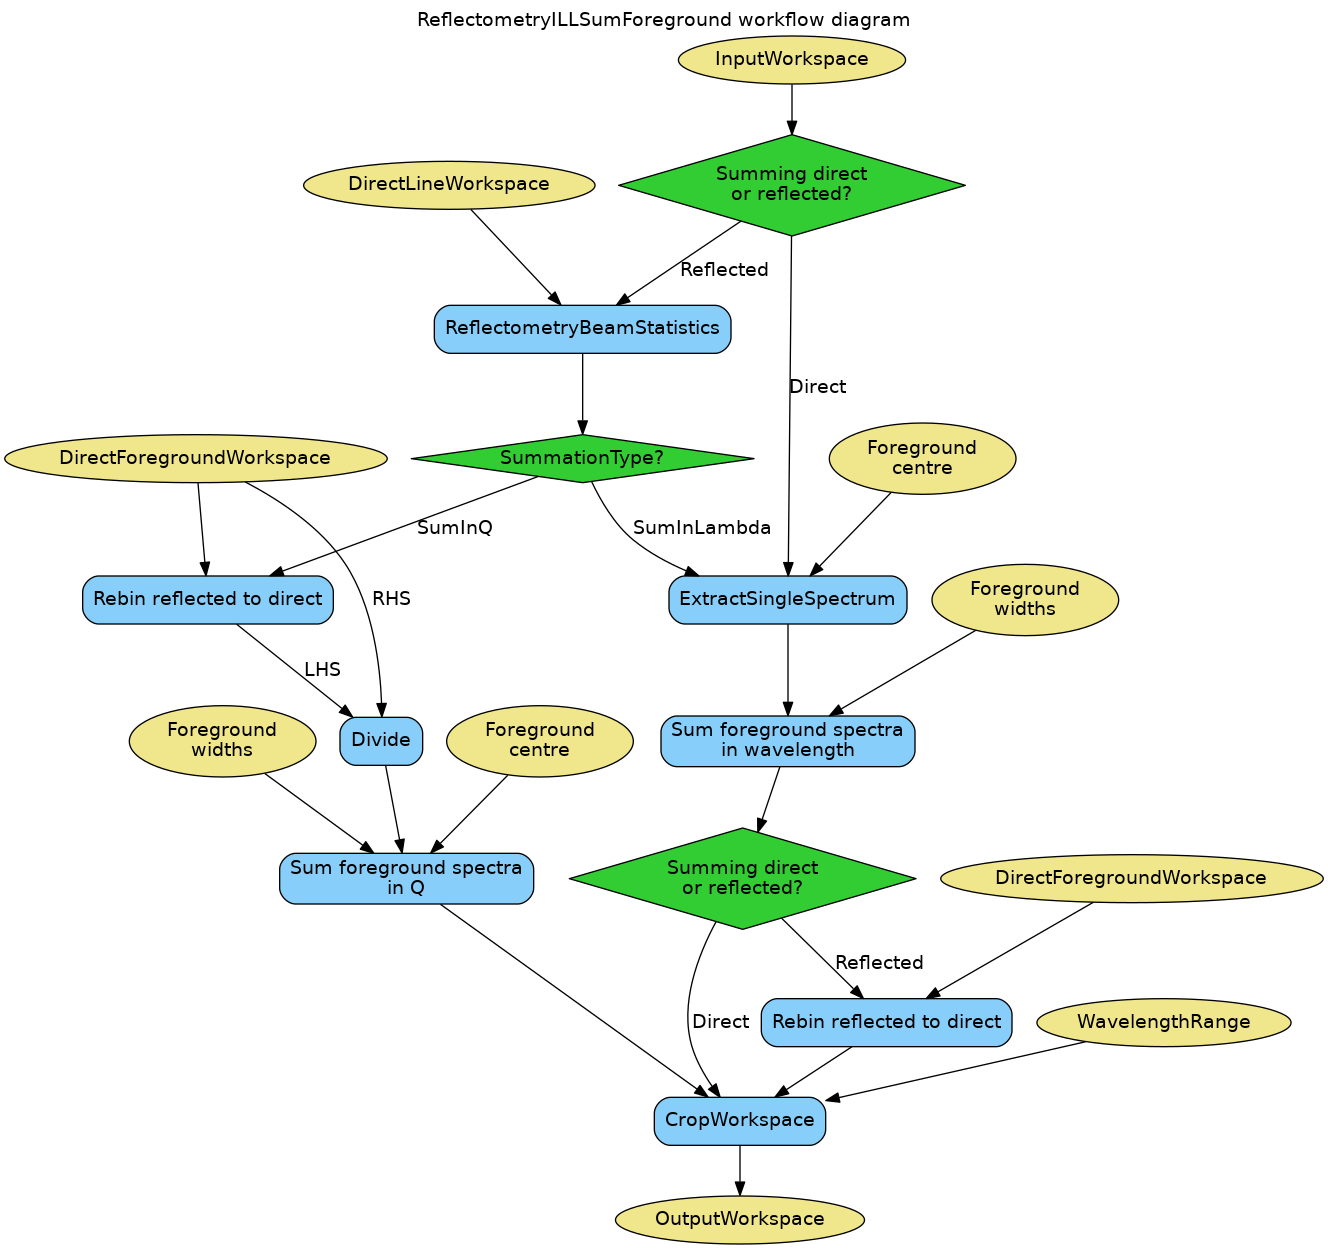 ReflectometryILLSumForeground workflow diagram
InputWorkspace
Summing direct
or reflected?
DirectLineWorkspace
Reflected
ReflectometryBeamStatistics
Direct
DirectForegroundWorkspace
SummationType?
Foreground
centre
SumInQ
SumInLambda
Rebin reflected to direct
RHS
ExtractSingleSpectrum
Foreground
widths
LHS
Foreground
widths
Divide
Foreground
centre
Sum foreground spectra
in wavelength
Sum foreground spectra
in Q
Summing direct
or reflected?
DirectForegroundWorkspace
Reflected
Direct
Rebin reflected to direct
WavelengthRange
CropWorkspace
OutputWorkspace